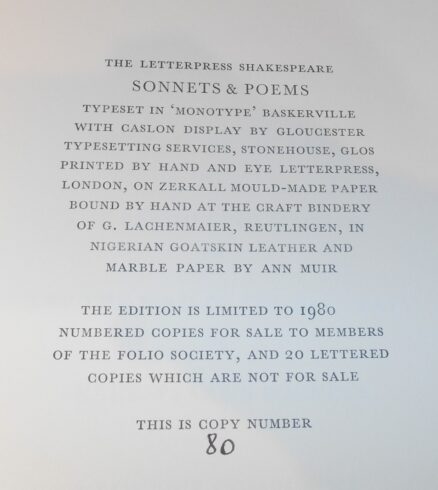 THE LETTERPRESS SHAKESPEARE
SONNETS & POEMS
TYPESET IN ‘MONOTYPE’ BASKERVILLE
WITH CASLON DISPLAY BY GLOUCESTER
TYPESETTING SERVICES, STONEHOUSE, GLOS
PRINTED BY HAND AND EYE LETTERPRESS,
LONDON, ON ZERKALL MOULD-MADE PAPER
BOUND BY HAND AT THE CRAFT BINDERY
OF G. LACHENMAIER, REUTLINGEN, IN
NIGERIAN GOATSKIN LEATHER AND
MARBLE PAPER BY ANN MUIR
THE EDITION IS LIMITED TO 1980
NUMBERED COPIES FOR SALE TO MEMBERS
OF THE FOLIO SOCIETY, AND 20 LETTERED
COPIES WHICH ARE NOT FOR SALE
THIS IS COPY NUMBER
80